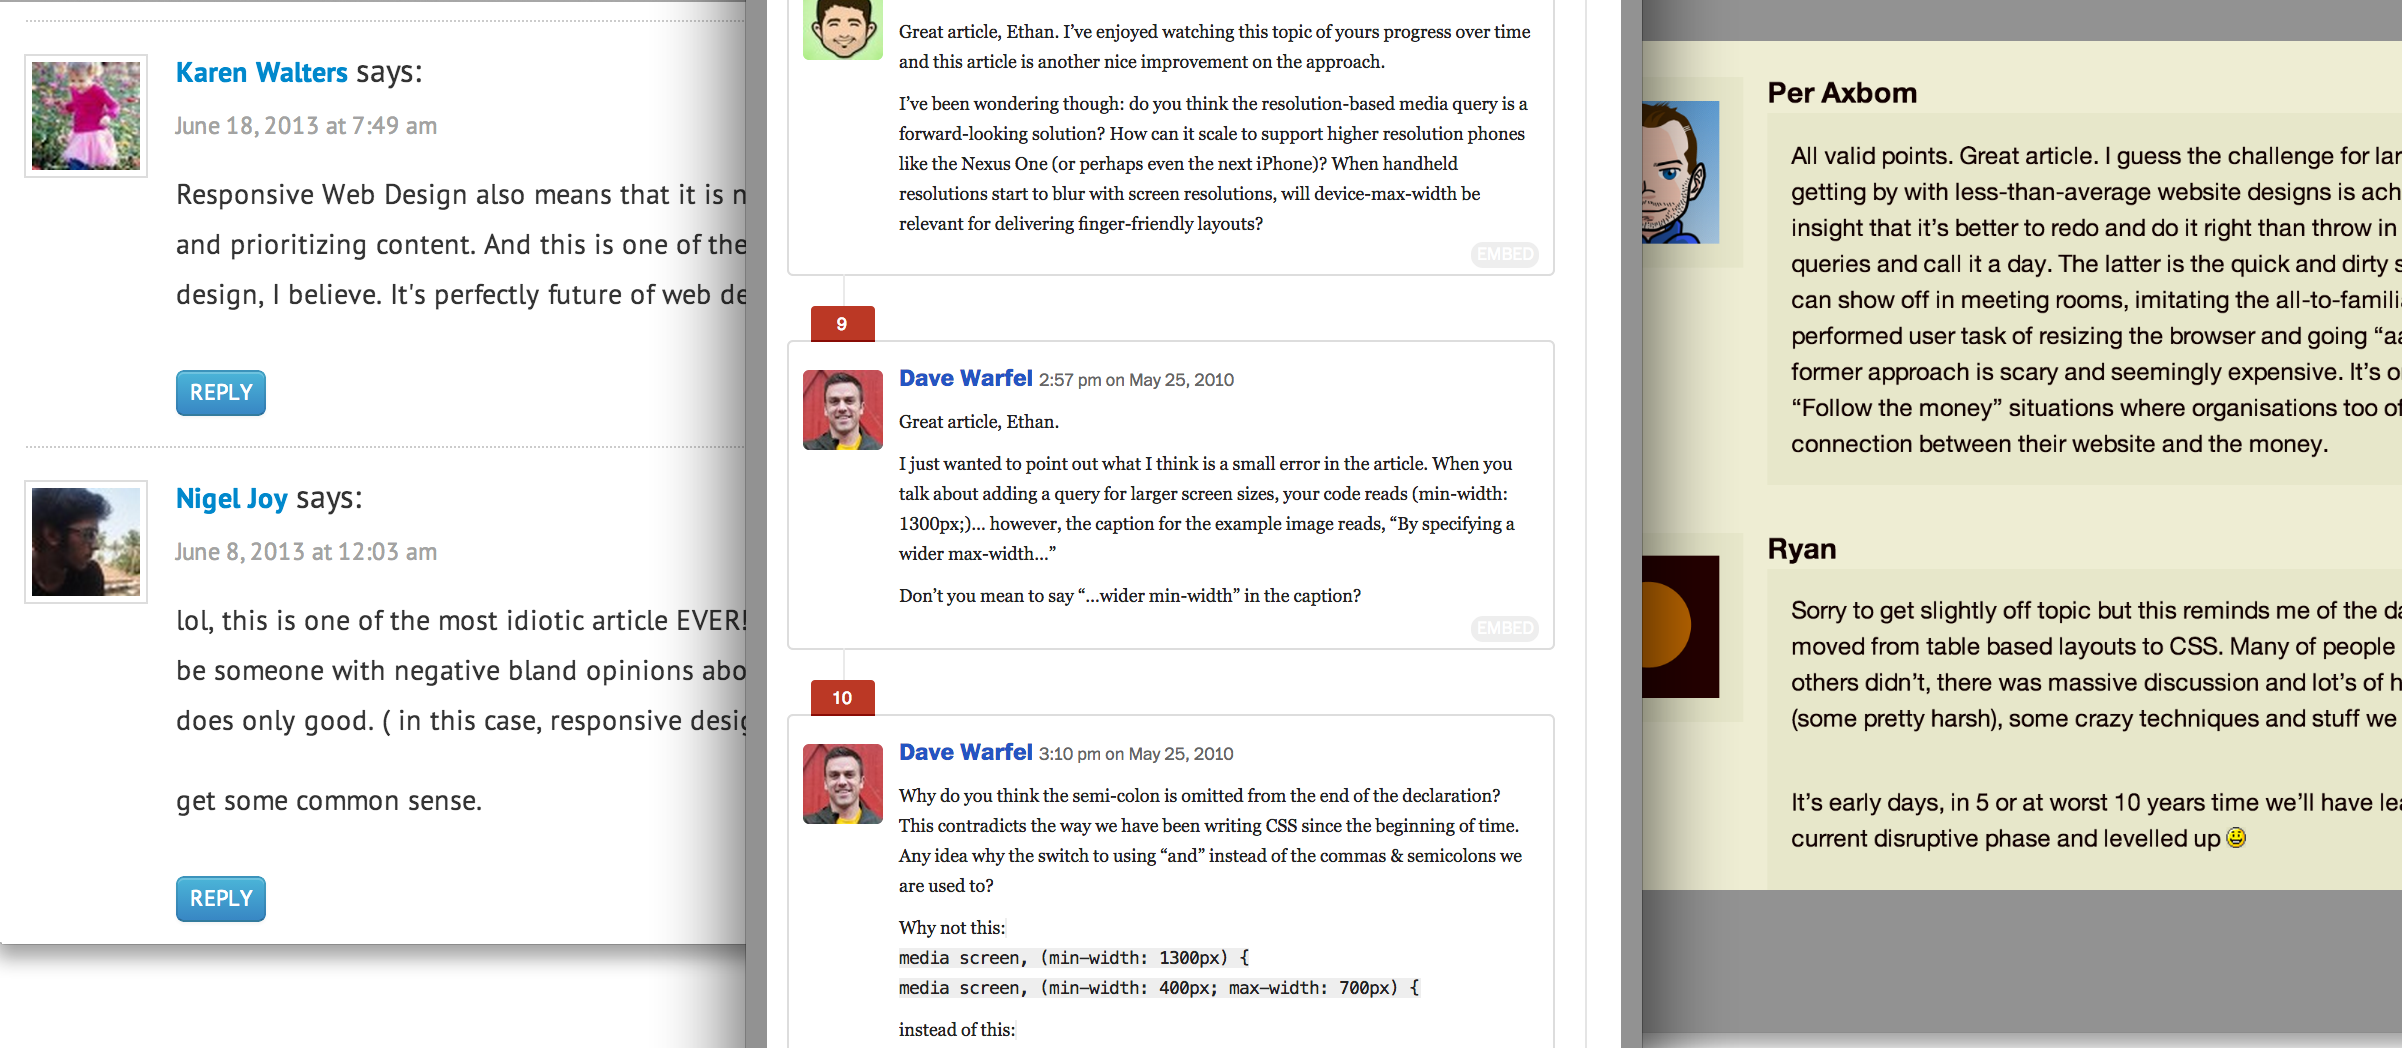 Karen Walters says:
June 18, 2013 at 7:49 am
Responsive Web Design also means that it is
and prioritizing content. And this is one of the
design, I believe. It's perfectly future of web
REPLY
Nigel Joy says:
June 8, 2013 at 12:03 am
lol, this is one of the most idiotic article EVER!
be someone with negative bland opinions
does only good. ( in this case, responsive
get some common sense.
REPLY
Great article, Ethan. I’ve enjoyed watching this topic of yours progress over time
and this article is another nice improvement on the approach.
I’ve been wondering though: do you think the resolution-based media query is a
forward-looking solution? How can it scale to support higher resolution phones
like the Nexus One (or perhaps even the next iPhone)? When handheld
resolutions start to blur with screen resolutions, will device-max-width be
relevant for delivering finger-friendly layouts?
EMBED
9
Dave Warfel 2:57 pm on May 25, 2010
Great article, Ethan.
I just wanted to point out what I think is a small error in the article. When you
talk about adding a query for larger screen sizes, your code reads (min-width:
1300px;)… however, the caption for the example image reads, “By specifying a
wider max-width…”
Don’t you mean to say “…wider min-width” in the caption?
EMBED
10
Dave Warfel 3:10 pm on May 25, 2010
Why do you think the semi-colon is omitted from the end of the declaration?
This contradicts the way we have been writing CSS since the beginning of time.
Any idea why the switch to using “and” instead of the commas & semicolons we
are used to?
Why not this:
media screen, (min-width: 1300px) {
media screen, (min-width: 400px; max-width: 700px) {
instead of this:
Per Axbom
All valid points. Great article. I guess the challenge for
getting by with less-than-average website designs is
insight that it’s better to redo and do it right than throw in
queries and call it a day. The latter is the quick and dirty
can show off in meeting rooms, imitating the
performed user task of resizing the browser and going
former approach is scary and seemingly expensive. It’s
“Follow the money” situations where organisations too
connection between their website and the money.
Ryan
Sorry to get slightly off topic but this reminds me of the
moved from table based layouts to CSS. Many of people
others didn’t, there was massive discussion and lot’s of
(some pretty harsh), some crazy techniques and stuff we
It’s early days, in 5 or at worst 10 years time we’ll have
current disruptive phase and levelled up